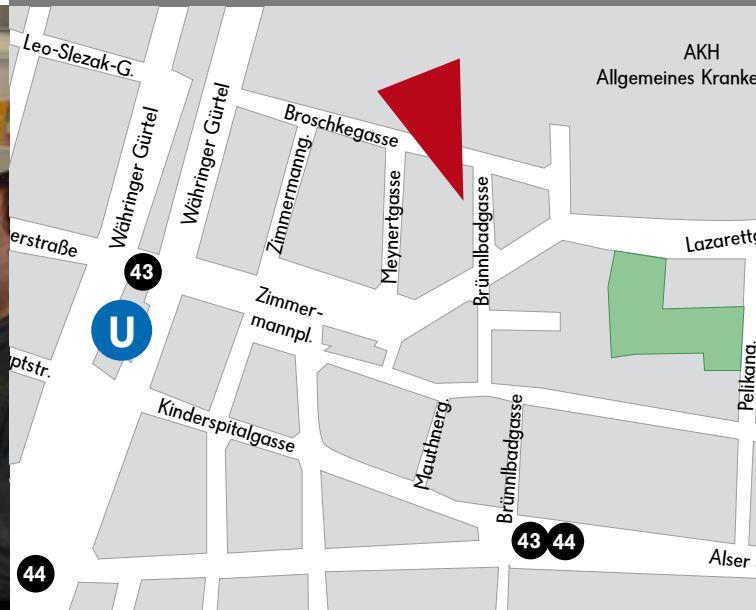 AKH
Allgemeines Kranke
Leo-Slezak-G.
Währinger Gürtel
Währinger Gürtel
Broschkegasse
Zimmermanng.
Meynertgasse
Brünnlbadgasse
Lazarettg
erstraße
43
U
Zimmer-
mannpl.
ptstr.
Kinderspitalgasse
Mauthnerg.
Brünnlbadgasse
Pelikang.
43 44
44
Alser